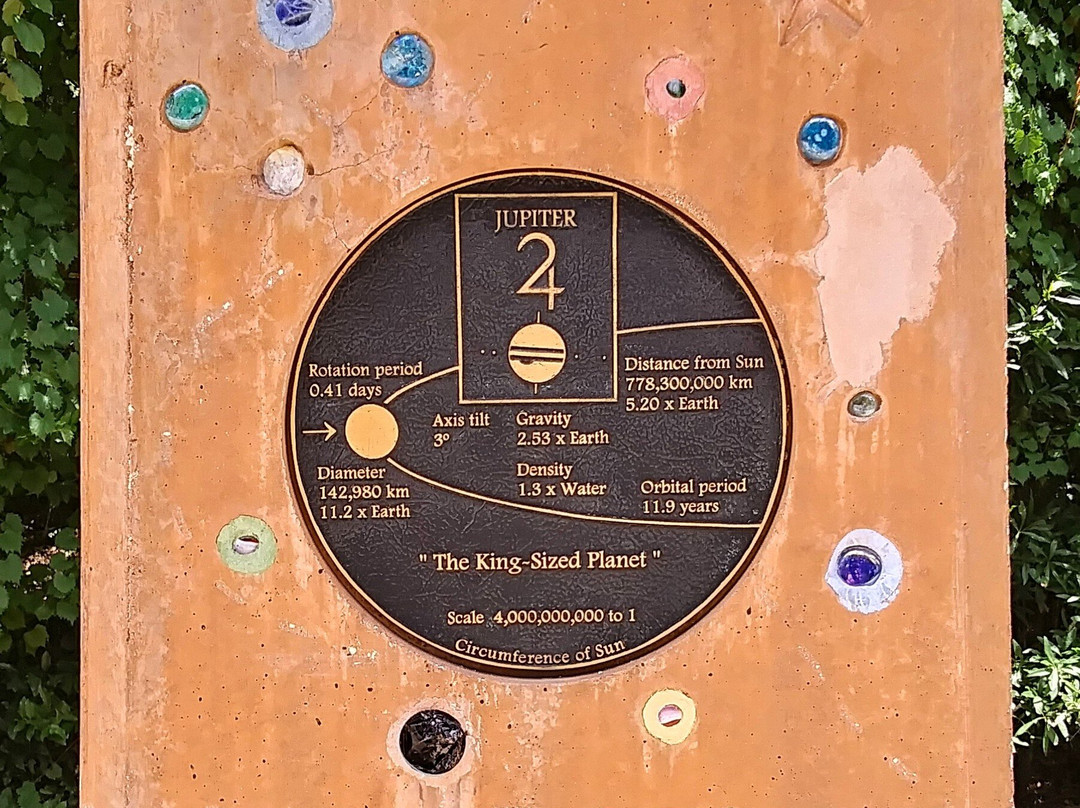 JUPITER
Rotation period
0.41 days
Distance from Sun
778,300,000 km
5.20 x Earth
Axis tilt
3°
Gravity
2.53 x Earth
Diameter
142,980 km
11.2 x Earth
Density
1.3 x Water
Orbital period
11.9 years
" The King-Sized Planet "
Scale 4,000,000,000 to 1
Circumference of Sun